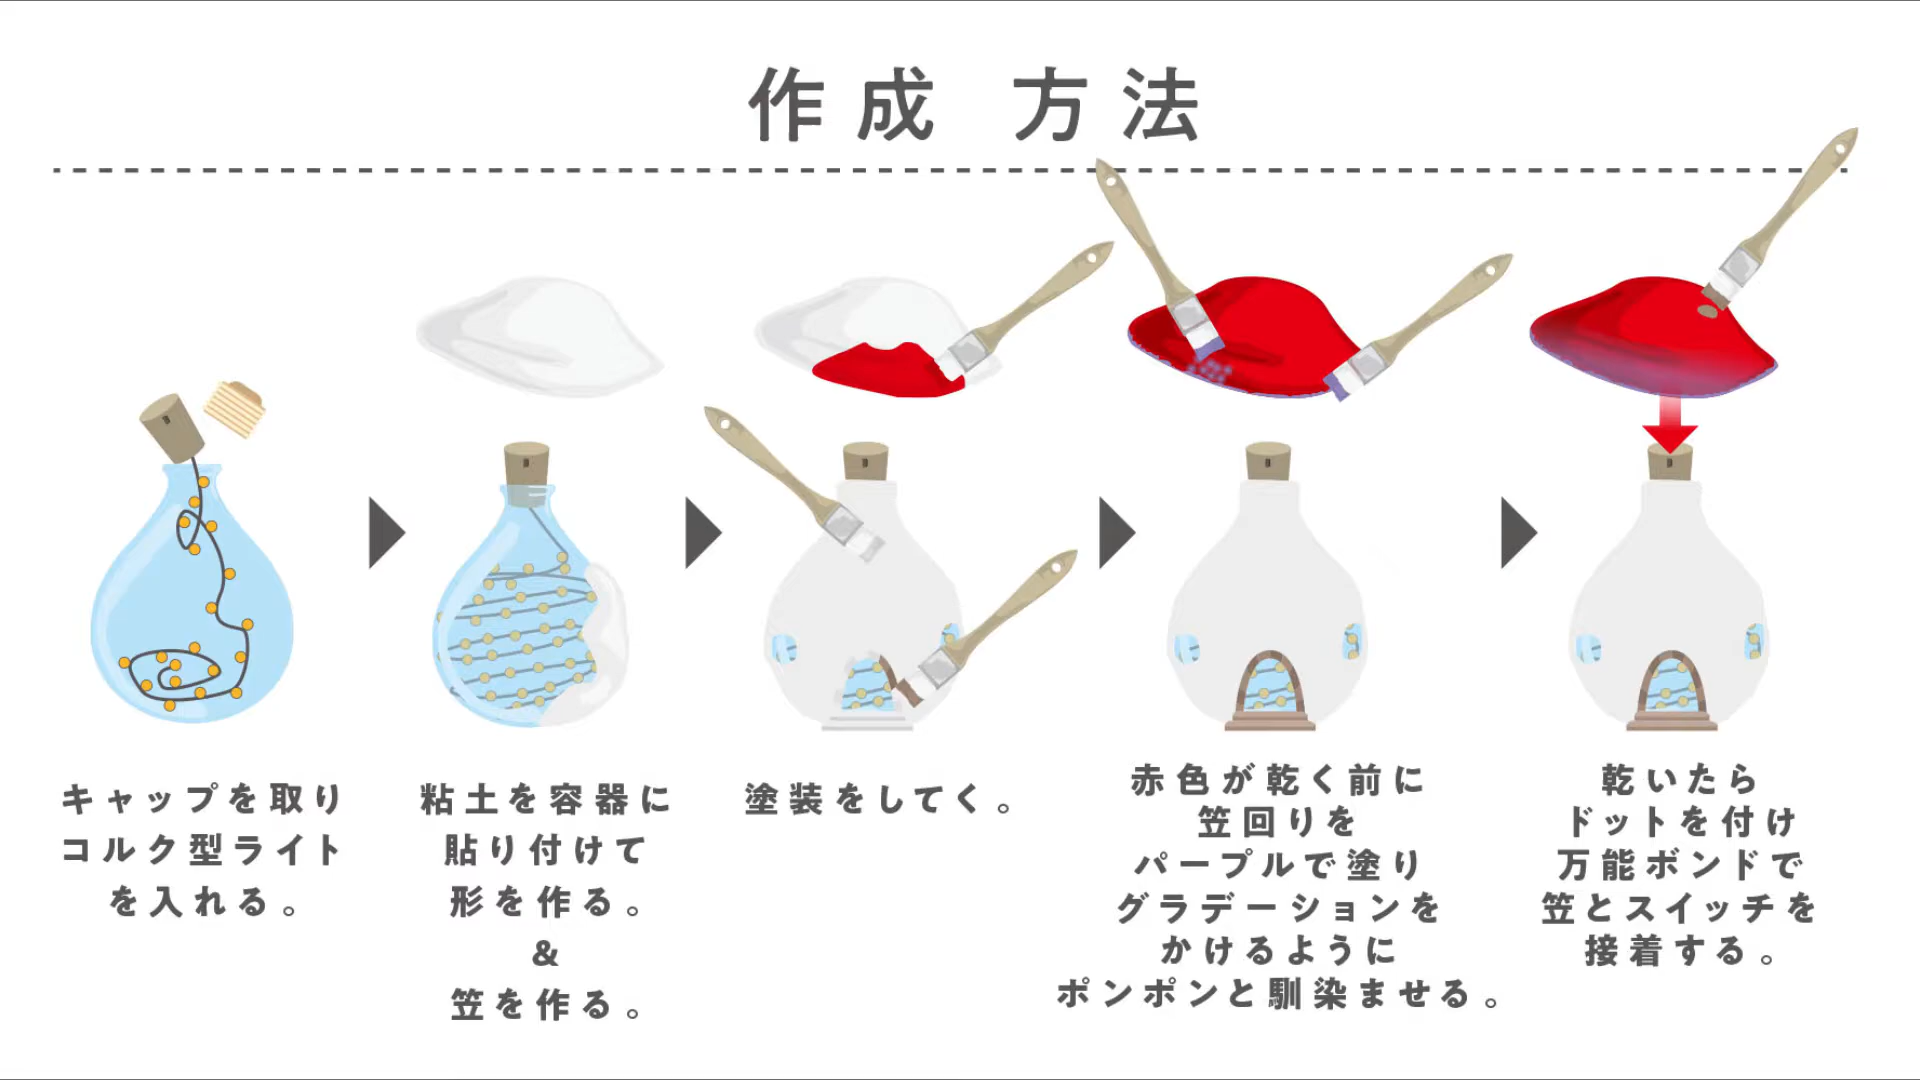 作成 方法
キャップを取り
コルク型ライト
を入れる。
粘土を容器に
貼り付けて
形を作る。
&
笠を作る。
塗装をしてく。
赤色が乾く前に
笠回りを
パープルで塗り
グラデーションを
かけるように
ポンポンと馴染ませる。
乾いたら
ドットを付け
万能ボンドで
笠とスイッチを
接着する。